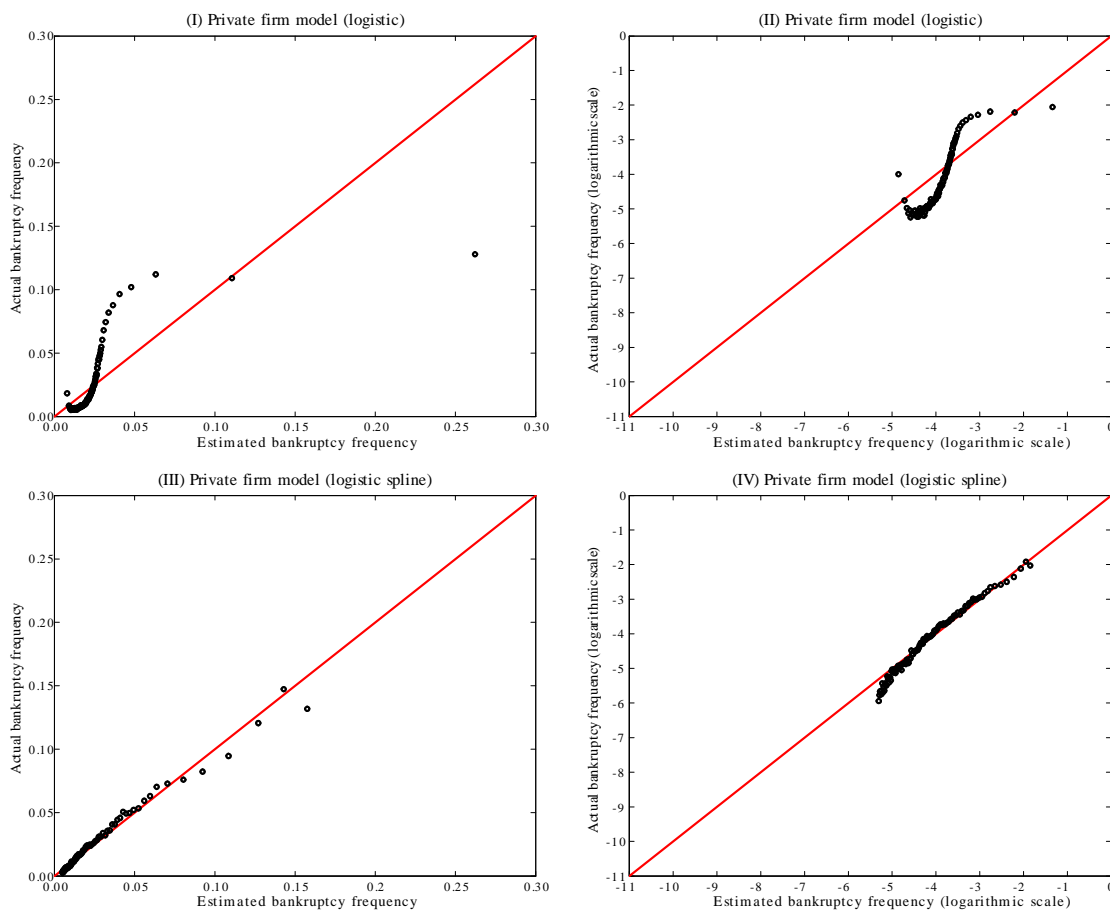 (I) Private firm model (logistic)
0.30
0.25
0.20
0.15
0.10
0.05
0.00
0.00 0.05 0.10 0.15 0.20 0.25 0.30
Actual bankruptcy frequency
Estimated bankruptcy frequency
(II) Private firm model (logistic)
0
-1
-2
-3
-4
-5
-6
-7
-8
-9
-10
-11
-11 -10 -9 -8 -7 -6 -5 -4 -3 -2 -1 0
Actual bankruptcy frequency (logarithmic scale)
Estimated bankruptcy frequency (logarithmic scale)
(III) Private firm model (logistic spline)
0.30
0.25
0.20
0.15
0.10
0.05
0.00
0.00 0.05 0.10 0.15 0.20 0.25 0.30
Actual bankruptcy frequency
Estimated bankruptcy frequency
(IV) Private firm model (logistic spline)
0
-1
-2
-3
-4
-5
-6
-7
-8
-9
-10
-11
-11 -10 -9 -8 -7 -6 -5 -4 -3 -2 -1 0
Actual bankruptcy frequency (logarithmic scale)
Estimated bankruptcy frequency (logarithmic scale)